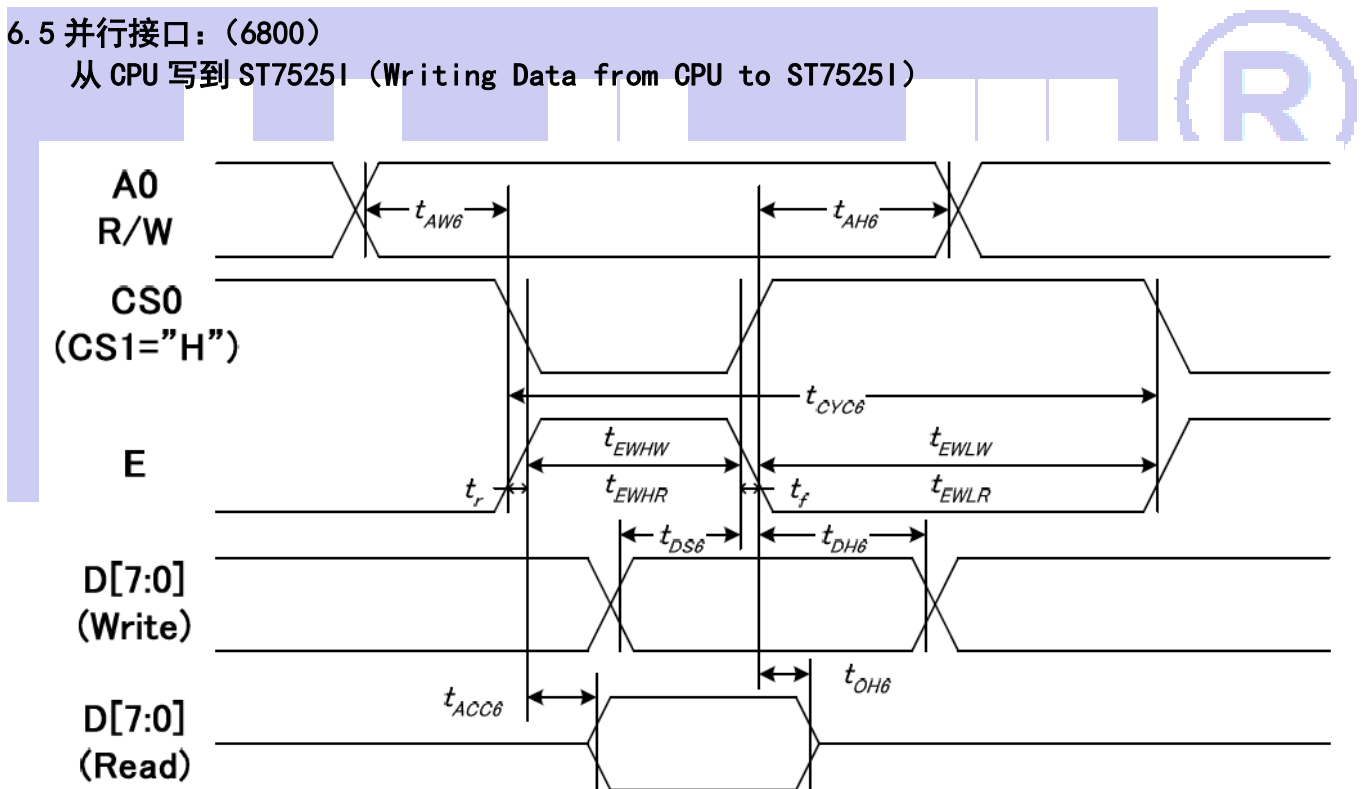 6.5 并行接口：（6800）
从 CPU 写到 ST7525I（Writing Data from CPU to ST7525I）
R
A0
R/W
tAW6
tAH6
CS0
(CS1="H")
tCYC6
E
tEWHW
tEWLW
tr
tEWHR
tf
tEWLR
tDS6
tDH6
D[7:0]
(Write)
tOH6
tACC6
D[7:0]
(Read)